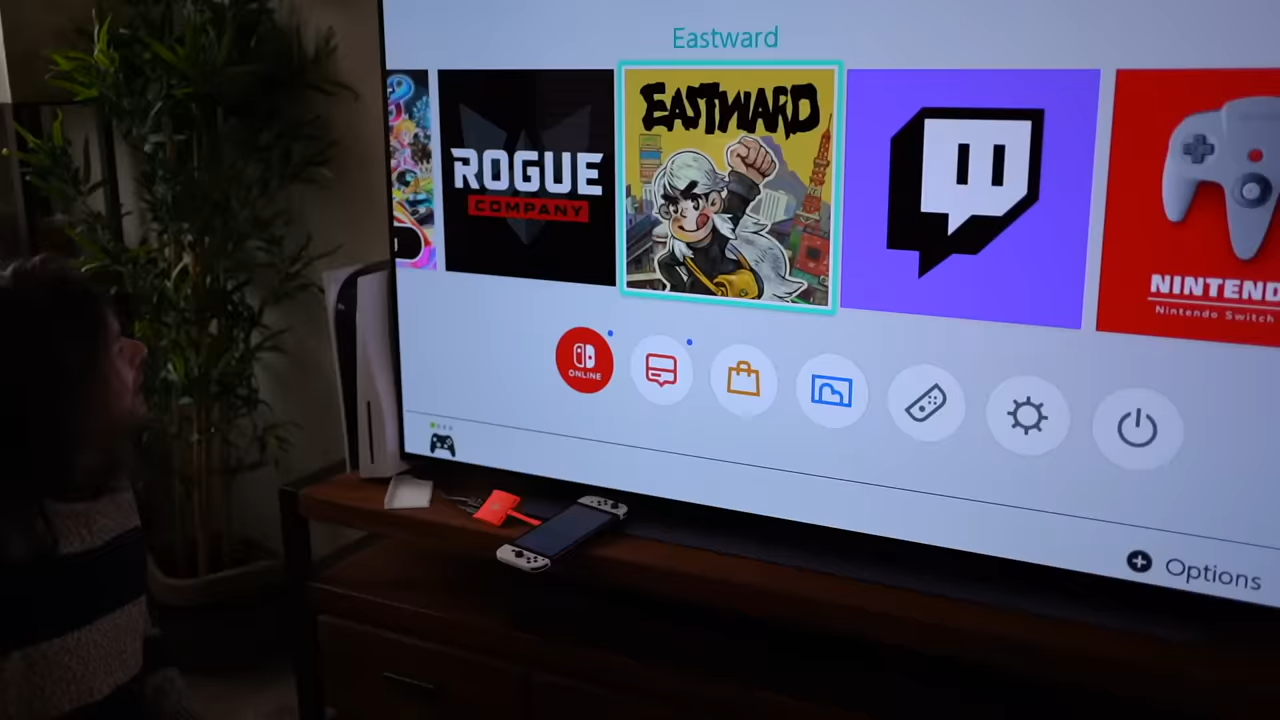 Eastward
EASTWARD
ROGUE
COMPANY
NINTEND
Nintendo Switch
ONLINE
Options